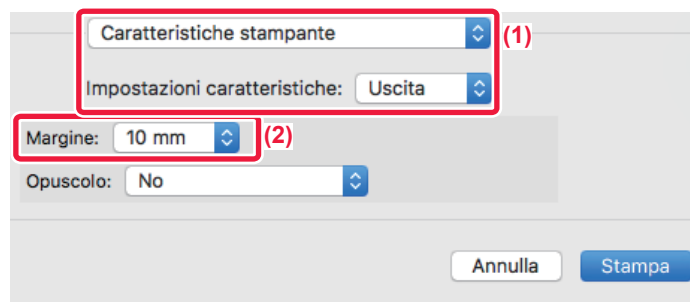 Caratteristiche stampante
(1)
Impostazioni caratteristiche: Uscita
Margine: 10 mm
(2)
Opuscolo: No
Annulla Stampa